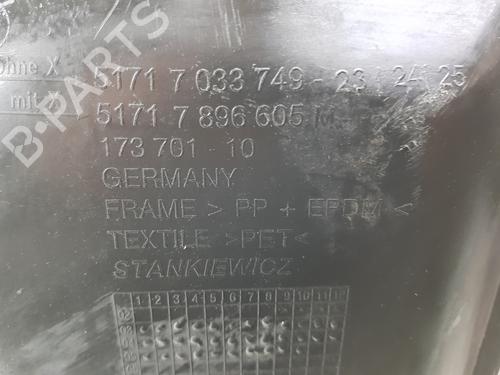 Ohne X 5171 7 033 749 - 23 24 25
mit X 5171 7 896 605
173 701 - 10
GERMANY
FRAME > PP + EPDM <
TEXTILE >PET<
STANKIEWICZ
1 2 3 4 5 6 7 8 9 10 11 12
B-PARTS